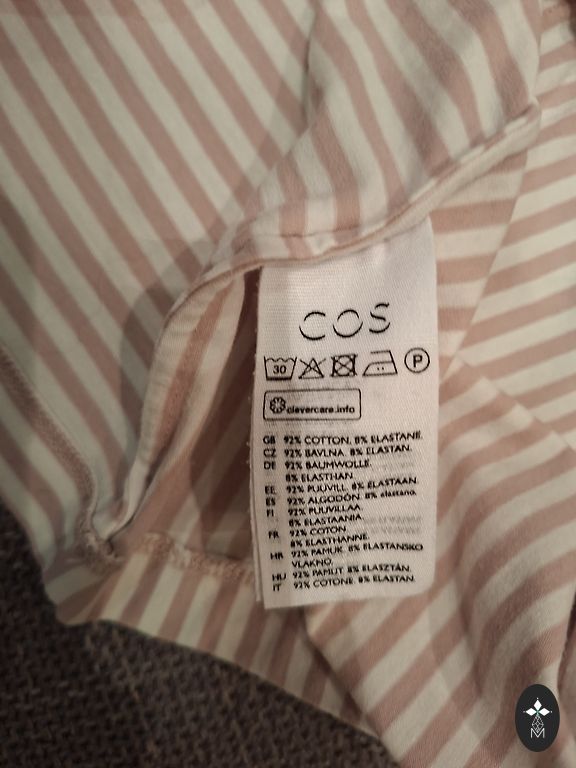 COS
30 P
clevercare.info
GB 92% COTTON, 8% ELASTANE.
CZ 92% BAVLNA, 8% ELASTAN.
DE 92% BAUMWOLLE.
8% ELASTHAN
EE 92% PUUVILL, 8% ELASTAAN.
ES 92% ALGODÓN. 8% elastano.
FI 92% PUUVILLAA.
8% ELASTAANIA.
FR 92% COTON.
8% ELASTHANNE.
HR 92% PAMUK. 8% ELASTANSKO
VLAKNO.
HU 92% PAMUT. 8% ELASZTÁN.
IT 92% COTONE. 8% ELASTAN.
M